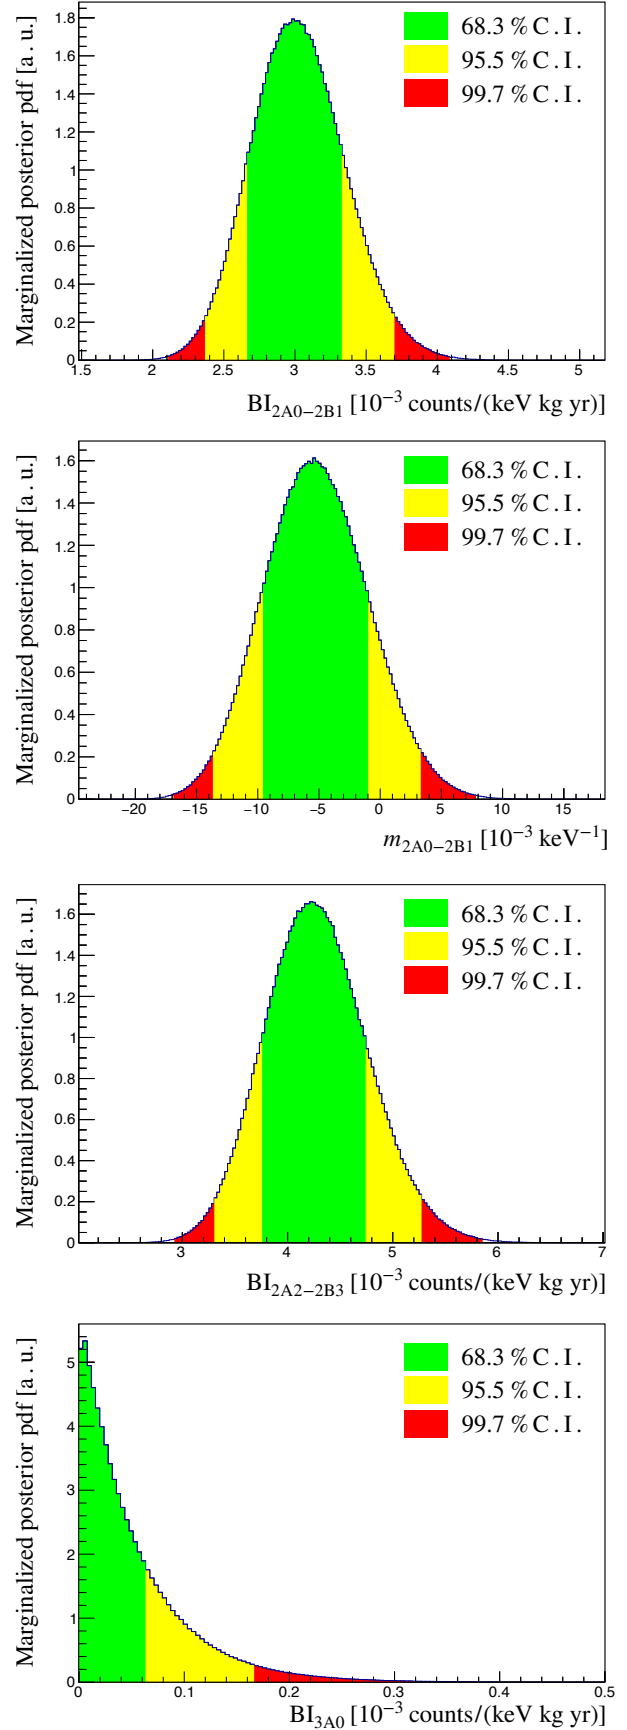 Marginalized posterior pdf [a . u.]
1.8
1.6
1.4
1.2
1
0.8
0.6
0.4
0.2
0
68.3 % C . I .
95.5 % C . I .
99.7 % C . I .
1.5 2 2.5 3 3.5 4 4.5 5
BI2A0−2B1 [10−3 counts/(keV kg yr)]
Marginalized posterior pdf [a . u.]
1.6
1.4
1.2
1
0.8
0.6
0.4
0.2
0
68.3 % C . I .
95.5 % C . I .
99.7 % C . I .
−20 −15 −10 −5 0 5 10 15
m2A0−2B1 [10−3 keV−1]
Marginalized posterior pdf [a . u.]
1.6
1.4
1.2
1
0.8
0.6
0.4
0.2
0
68.3 % C . I .
95.5 % C . I .
99.7 % C . I .
3 4 5 6 7
BI2A2−2B3 [10−3 counts/(keV kg yr)]
Marginalized posterior pdf [a . u.]
5
4
3
2
1
0
68.3 % C . I .
95.5 % C . I .
99.7 % C . I .
0 0.1 0.2 0.3 0.4 0.5
BI3A0 [10−3 counts/(keV kg yr)]